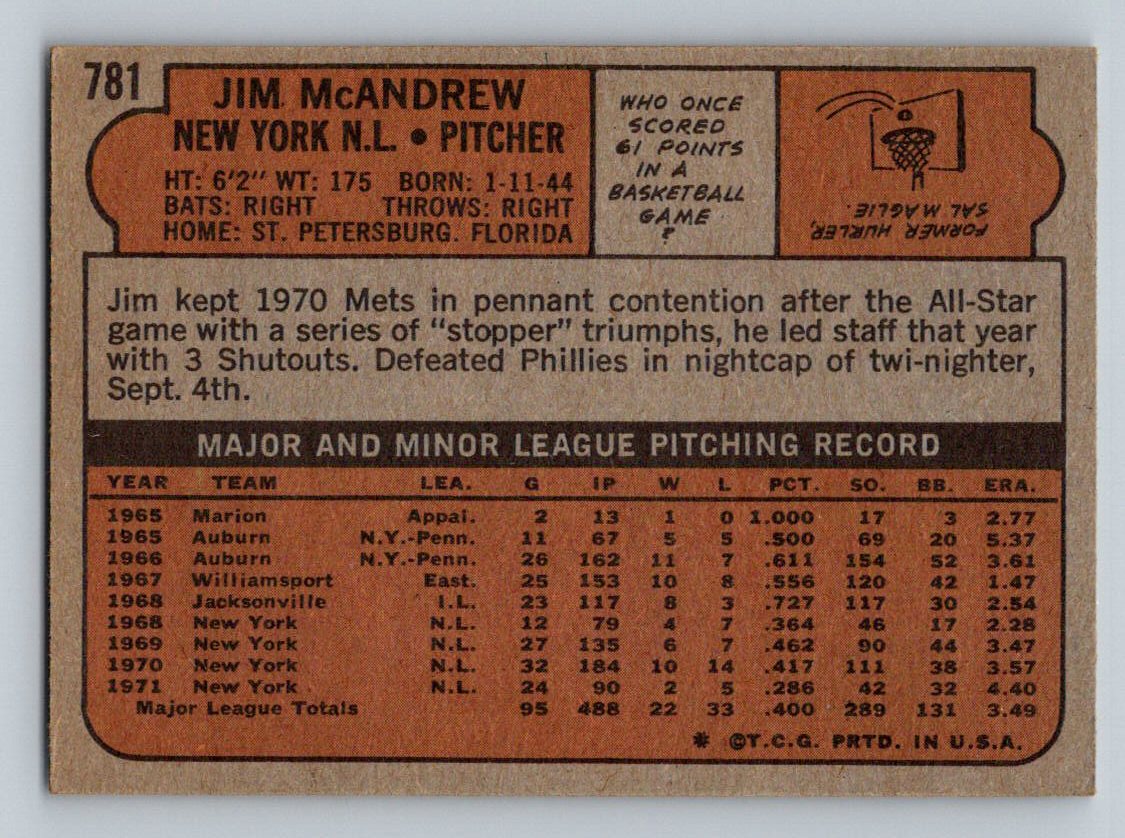 781
JIM McANDREW
NEW YORK N.L. • PITCHER
HT: 6'2" WT: 175 BORN: 1-11-44
BATS: RIGHT THROWS: RIGHT
HOME: ST. PETERSBURG. FLORIDA
WHO ONCE
SCORED
61 POINTS
IN A
BASKETBALL
GAME
?
FORMER HURLER,
SAL MAGLIE.
Jim kept 1970 Mets in pennant contention after the All-Star
game with a series of "stopper" triumphs, he led staff that year
with 3 Shutouts. Defeated Phillies in nightcap of twi-nighter,
Sept. 4th.
MAJOR AND MINOR LEAGUE PITCHING RECORD
YEAR TEAM LEA. G IP W L PCT. SO. BB. ERA.
1965 Marion Appal. 2 13 1 0 1.000 17 3 2.77
1965 Auburn N.Y.-Penn. 11 67 5 5 .500 69 20 5.37
1966 Auburn N.Y.-Penn. 26 162 11 7 .611 154 52 3.61
1967 Williamsport East. 25 153 10 8 .556 120 42 1.47
1968 Jacksonville I.L. 23 117 8 3 .727 117 30 2.54
1968 New York N.L. 12 79 4 7 .364 46 17 2.28
1969 New York N.L. 27 135 6 7 .462 90 44 3.47
1970 New York N.L. 32 184 10 14 .417 111 38 3.57
1971 New York N.L. 24 90 2 5 .286 42 32 4.40
Major League Totals 95 488 22 33 .400 289 131 3.49
* ©T.C.G. PRTD. IN U.S.A.